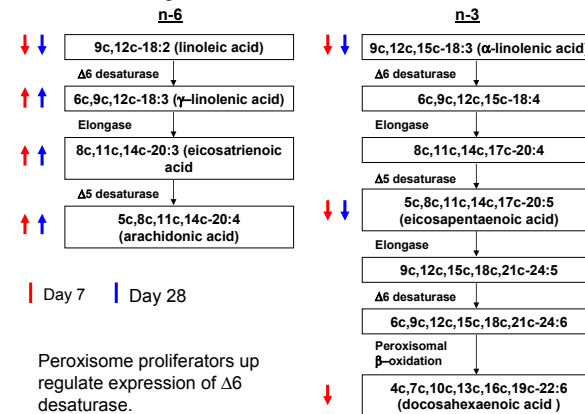 n-6
9c,12c-18:2 (linoleic acid)
Δ6 desaturase
6c,9c,12c-18:3 (γ–linolenic acid)
Elongase
8c,11c,14c-20:3 (eicosatrienoic
acid
Δ5 desaturase
5c,8c,11c,14c-20:4
(arachidonic acid)
Day 7
Day 28
Peroxisome proliferators up
regulate expression of Δ6
desaturase.
n-3
9c,12c,15c-18:3 (α-linolenic acid)
Δ6 desaturase
6c,9c,12c,15c-18:4
Elongase
8c,11c,14c,17c-20:4
Δ5 desaturase
5c,8c,11c,14c,17c-20:5
(eicosapentaenoic acid)
Elongase
9c,12c,15c,18c,21c-24:5
Δ6 desaturase
6c,9c,12c,15c,18c,21c-24:6
Peroxisomal
β–oxidation
4c,7c,10c,13c,16c,19c-22:6
(docosahexaenoic acid )